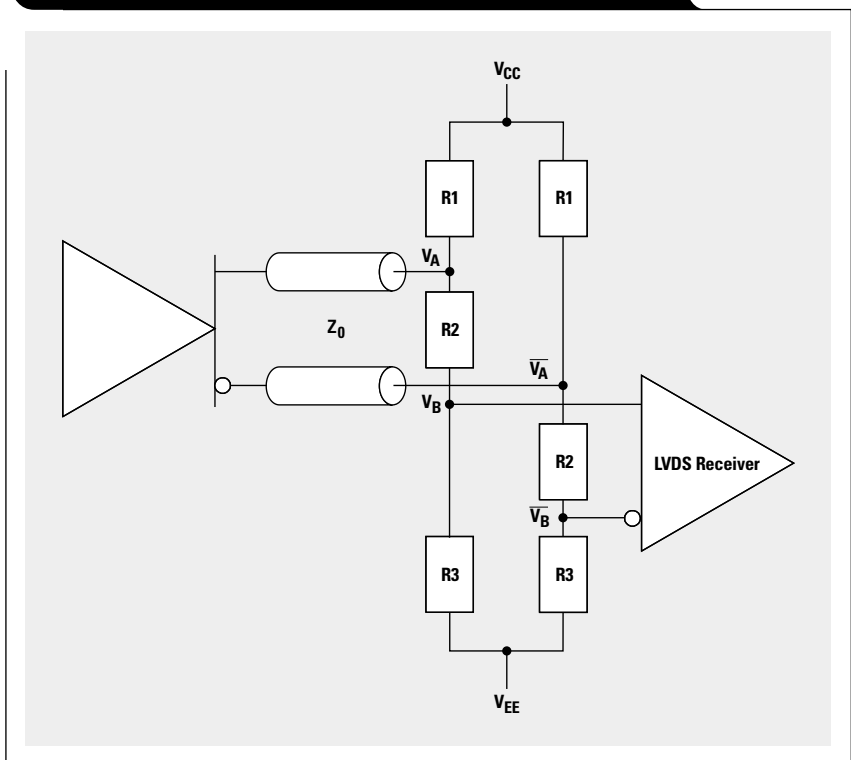 V_CC
R1 R1
V_A
R2
Z_0
V̅_A̅
V_B
R2 LVDS Receiver
V̅_B̅
R3 R3
V_EE